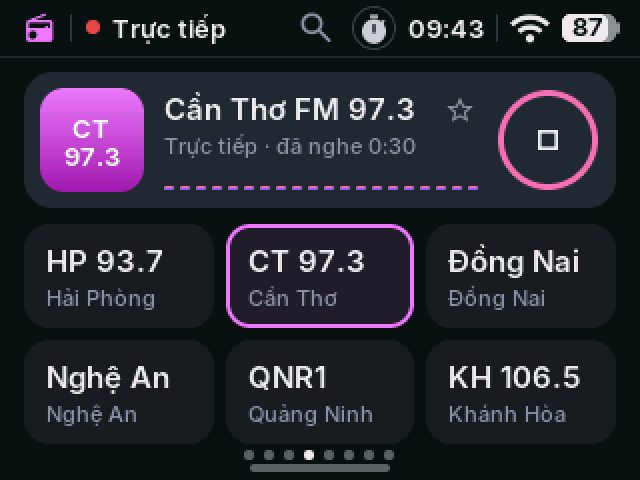 Trực tiếp
09:43
87
CT
97.3
Cần Thơ FM 97.3
Trực tiếp · đã nghe 0:30
HP 93.7
Hải Phòng
CT 97.3
Cần Thơ
Đồng Nai
Đồng Nai
Nghệ An
Nghệ An
QNR1
Quảng Ninh
KH 106.5
Khánh Hòa